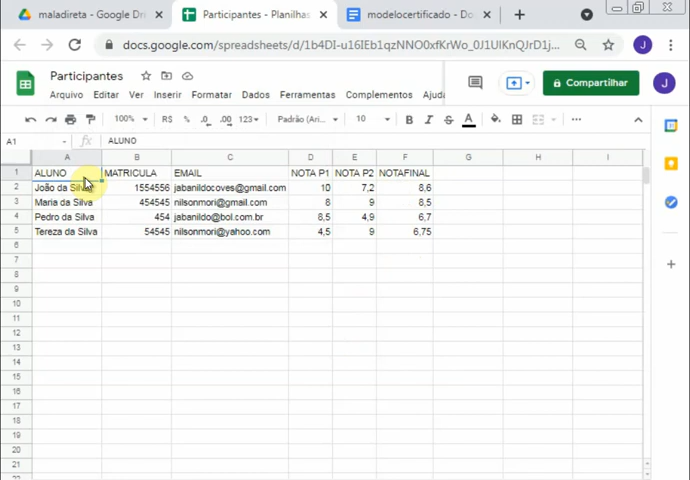 maladireta - Google Dri
Participantes - Planilhas
modelocertificado - Do
docs.google.com/spreadsheets/d/1b4DI-u16IEb1qzNNO0xfKrWo_0J1UlKnQJrD1j...
J
Participantes
Arquivo Editar Ver Inserir Formatar Dados Ferramentas Complementos Ajuda
Compartilhar
J
100% R$ % .0 .00 123 Padrão (Ari... 10 B I S A
A1 fx ALUNO
A B C D E F G H I
1 ALUNO MATRICULA EMAIL NOTA P1 NOTA P2 NOTAFINAL
2 João da Silva 1554556 jabanildocoves@gmail.com 10 7,2 8,6
3 Maria da Silva 454545 nilsonmori@gmail.com 8 9 8,5
4 Pedro da Silva 454 jabanildo@bol.com.br 8,5 4,9 6,7
5 Tereza da Silva 54545 nilsonmori@yahoo.com 4,5 9 6,75
6
7
8
9
10
11
12
13
14
15
16
17
18
19
20
21